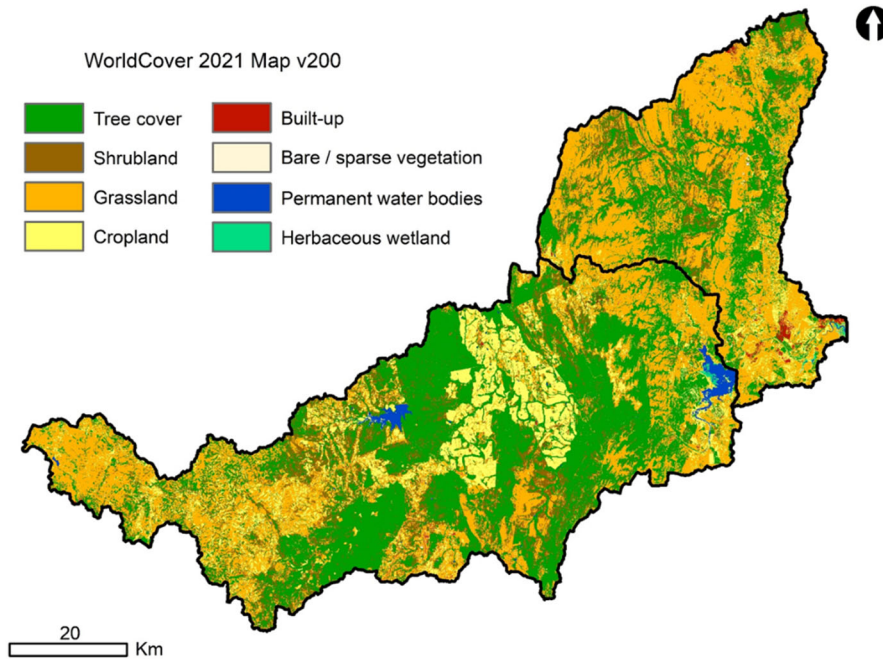 WorldCover 2021 Map v200
Tree cover
Shrubland
Grassland
Cropland
Built-up
Bare / sparse vegetation
Permanent water bodies
Herbaceous wetland
20
Km